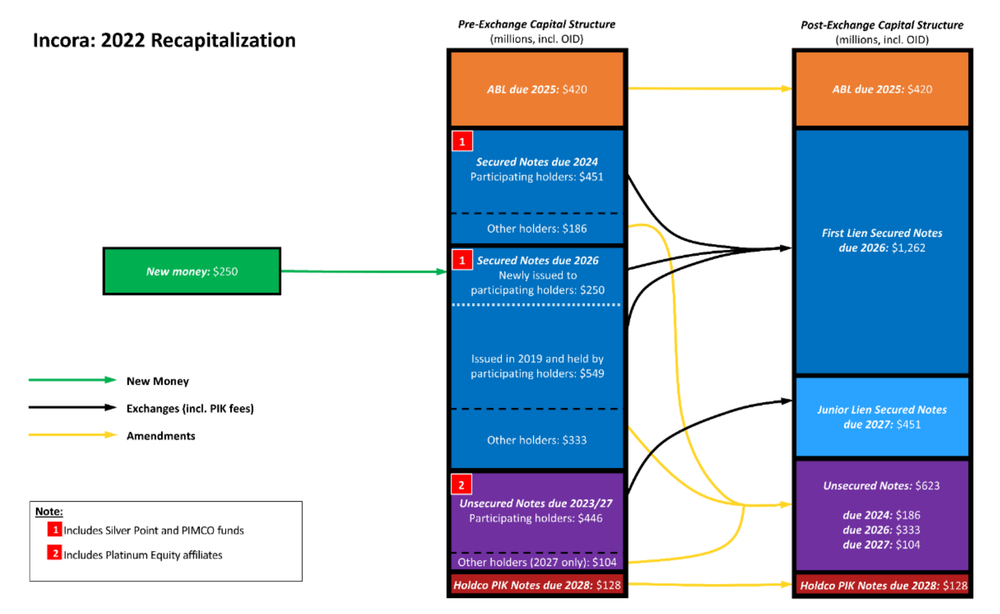 Incora: 2022 Recapitalization
Pre-Exchange Capital Structure
(millions, incl. OID)
Post-Exchange Capital Structure
(millions, incl. OID)
New money: $250
New Money
Exchanges (incl. PIK fees)
Amendments
Note:
1 Includes Silver Point and PIMCO funds
2 Includes Platinum Equity affiliates
ABL due 2025: $420
1
Secured Notes due 2024
Participating holders: $451
Other holders: $186
1
Secured Notes due 2026
Newly issued to
participating holders: $250
Issued in 2019 and held by
participating holders: $549
Other holders: $333
2
Unsecured Notes due 2023/27
Participating holders: $446
Other holders (2027 only): $104
Holdco PIK Notes due 2028: $128
ABL due 2025: $420
First Lien Secured Notes
due 2026: $1,262
Junior Lien Secured Notes
due 2027: $451
Unsecured Notes: $623
due 2024: $186
due 2026: $333
due 2027: $104
Holdco PIK Notes due 2028: $128